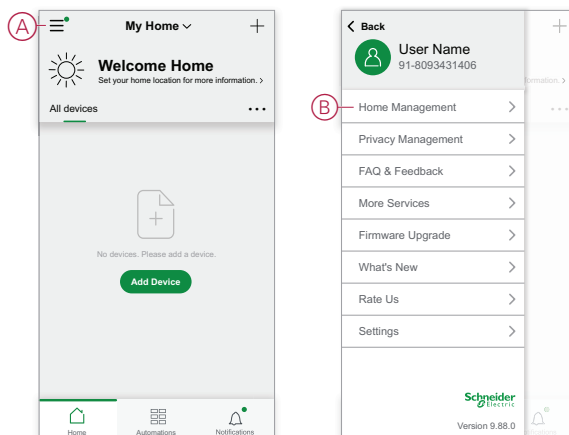 A
My Home
Welcome Home
Set your home location for more information. >
All devices
No devices. Please add a device.
Add Device
Home
Automations
Notifications
Back
User Name
91-8093431406
formation. >
B
Home Management
Privacy Management
FAQ & Feedback
More Services
Firmware Upgrade
What's New
Rate Us
Settings
Schneider
Electric
Version 9.88.0